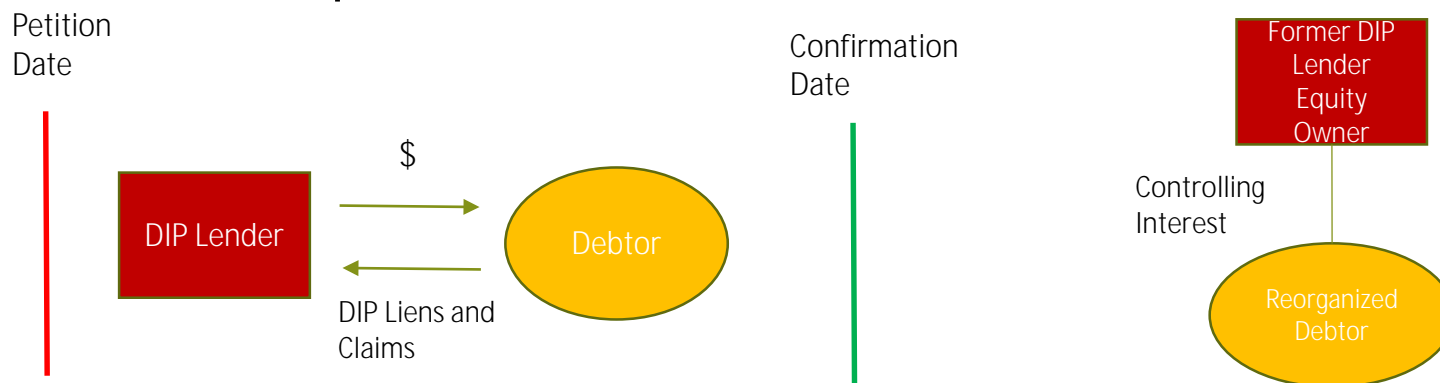 Petition
Date
DIP Lender
$
DIP Liens and
Claims
Debtor
Confirmation
Date
Former DIP
Lender
Equity
Owner
Controlling
Interest
Reorganized
Debtor